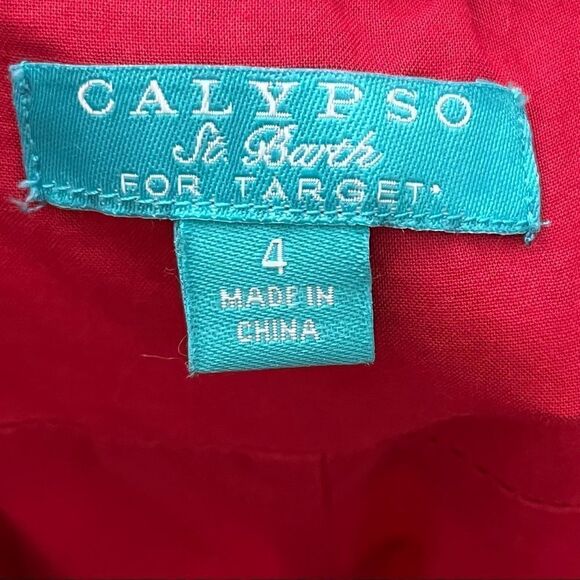 CALYPSO
St. Barth
FOR TARGET
4
MADE IN
CHINA